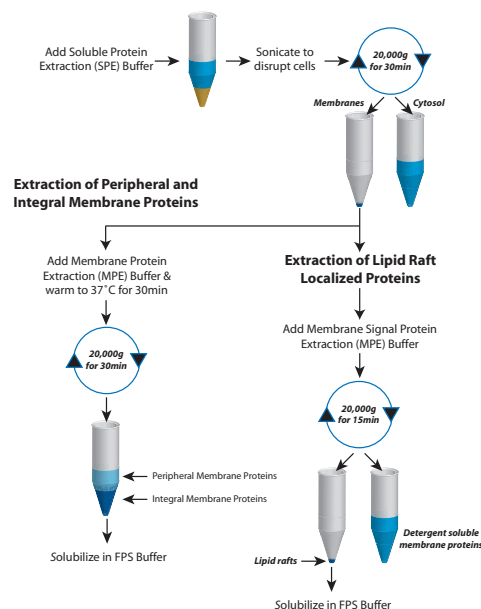 Add Soluble Protein
Extraction (SPE) Buffer
Sonicate to
disrupt cells
20,000g
for 30min
Membranes
Cytosol
Extraction of Peripheral and
Integral Membrane Proteins
Add Membrane Protein
Extraction (MPE) Buffer &
warm to 37˚C for 30min
20,000g
for 30min
Peripheral Membrane Proteins
Integral Membrane Proteins
Solubilize in FPS Buffer
Extraction of Lipid Raft
Localized Proteins
Add Membrane Signal Protein
Extraction (MPE) Buffer
20,000g
for 15min
Lipid rafts
Detergent soluble
membrane proteins
Solubilize in FPS Buffer